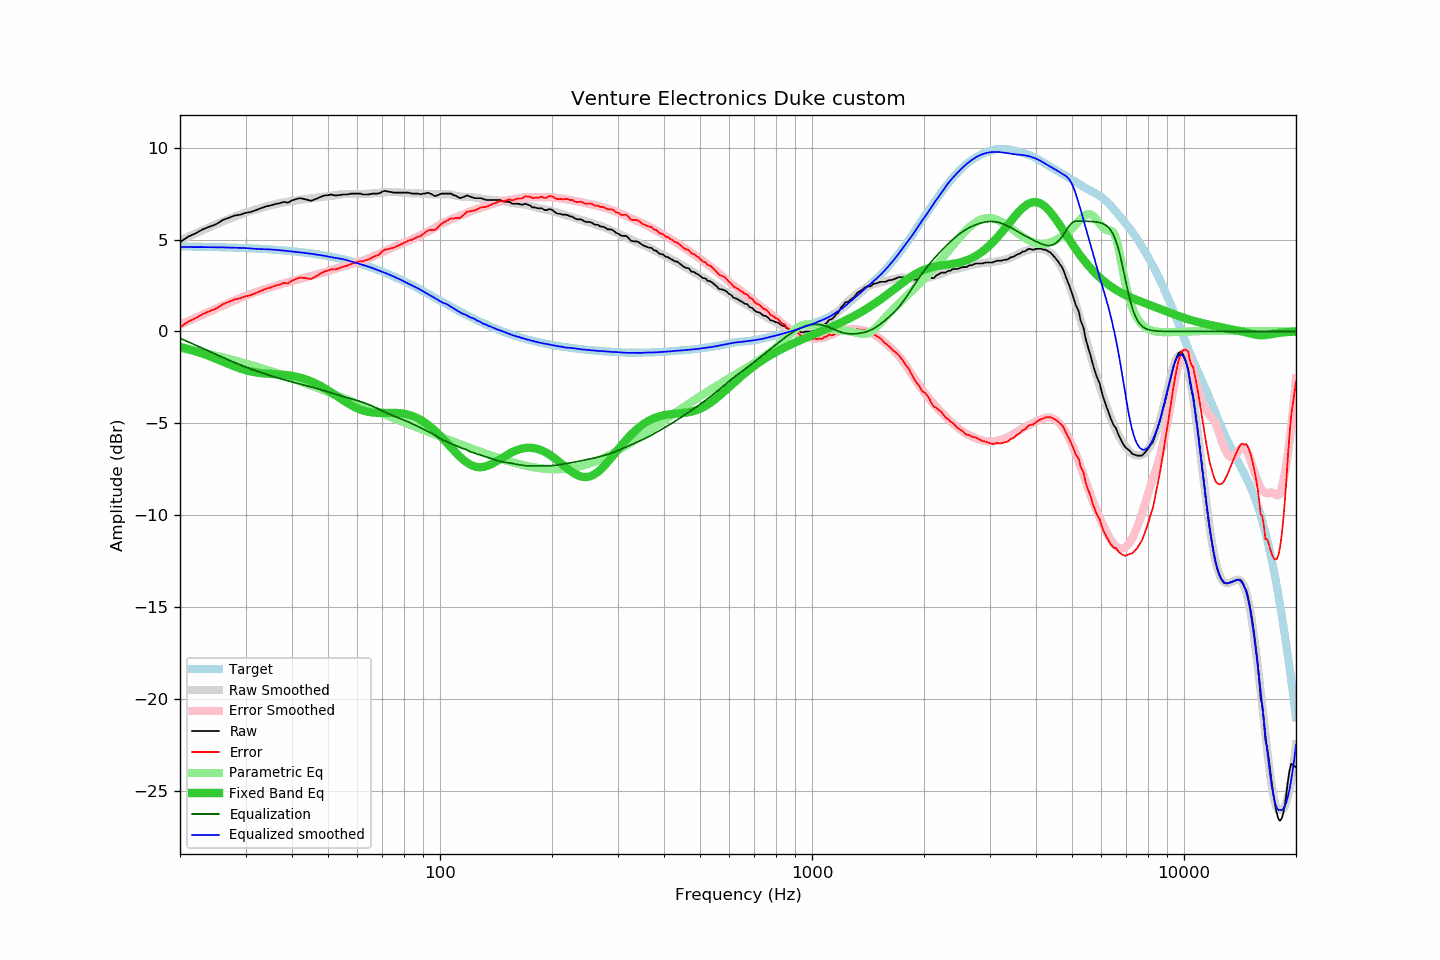 Venture Electronics Duke custom
10
5
0
−5
−10
−15
−20
−25
Amplitude (dBr)
Target
Raw Smoothed
Error Smoothed
Raw
Error
Parametric Eq
Fixed Band Eq
Equalization
Equalized smoothed
100
1000
10000
Frequency (Hz)